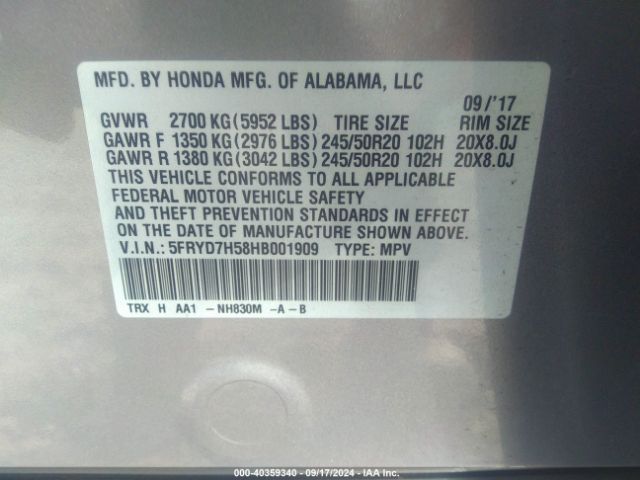 MFD. BY HONDA MFG. OF ALABAMA, LLC
09/'17
GVWR 2700 KG(5952 LBS) TIRE SIZE RIM SIZE
GAWR F 1350 KG(2976 LBS)245/50R20 102H 20X8.0J
GAWR R 1380 KG(3042 LBS)245/50R20 102H 20X8.0J
THIS VEHICLE CONFORMS TO ALL APPLICABLE
FEDERAL MOTOR VEHICLE SAFETY
AND THEFT PREVENTION STANDARDS IN EFFECT
ON THE DATE OF MANUFACTURE SHOWN ABOVE.
V.I.N.: 5FRYD7H58HB001909 TYPE: MPV
TRX H AA1 -NH830M -A-B
000-40359340 - 09/17/2024 - IAA Inc.